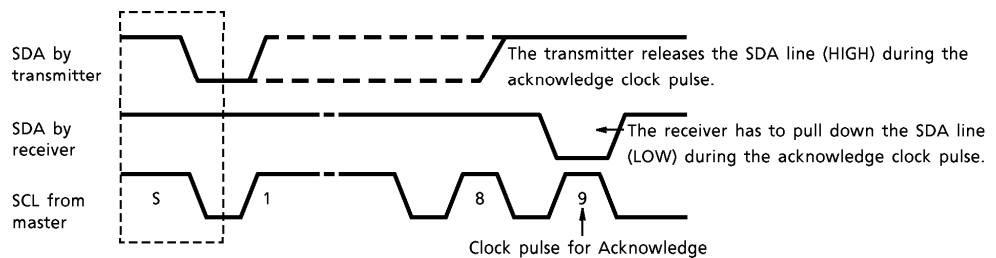 SDA by
transmitter
The transmitter releases the SDA line (HIGH) during the
acknowledge clock pulse.
SDA by
receiver
The receiver has to pull down the SDA line
(LOW) during the acknowledge clock pulse.
SCL from
master
S
1
8
9
Clock pulse for Acknowledge